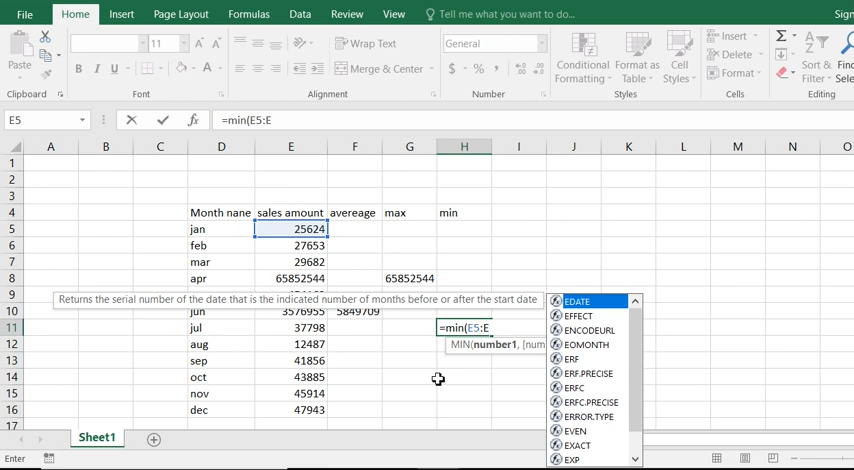 File Home Insert Page Layout Formulas Data Review View Tell me what you want to do... Sign
Paste
11 A A
Wrap Text
General
Insert
B I U A
Merge & Center
$ % ,
Conditional Formatting
Format as Table
Cell Styles
Delete
Format
Sort & Filter
Find Sele
Clipboard Font Alignment Number Styles Cells Editing
E5 fx =min(E5:E
A B C D E F G H I J K L M N O
1
2
3
4 Month nane sales amount avereage max min
5 jan 25624
6 feb 27653
7 mar 29682
8 apr 65852544 65852544
9
Returns the serial number of the date that is the indicated number of months before or after the start date
10 jun 3576955 5849709
11 jul 37798 =min(E5:E
12 aug 12487 MIN(number1, [num
13 sep 41856
14 oct 43885
15 nov 45914
16 dec 47943
17
EDATE
EFFECT
ENCODEURL
EOMONTH
ERF
ERF.PRECISE
ERFC
ERFC.PRECISE
ERROR.TYPE
EVEN
EXACT
EXP
Sheet1
Enter